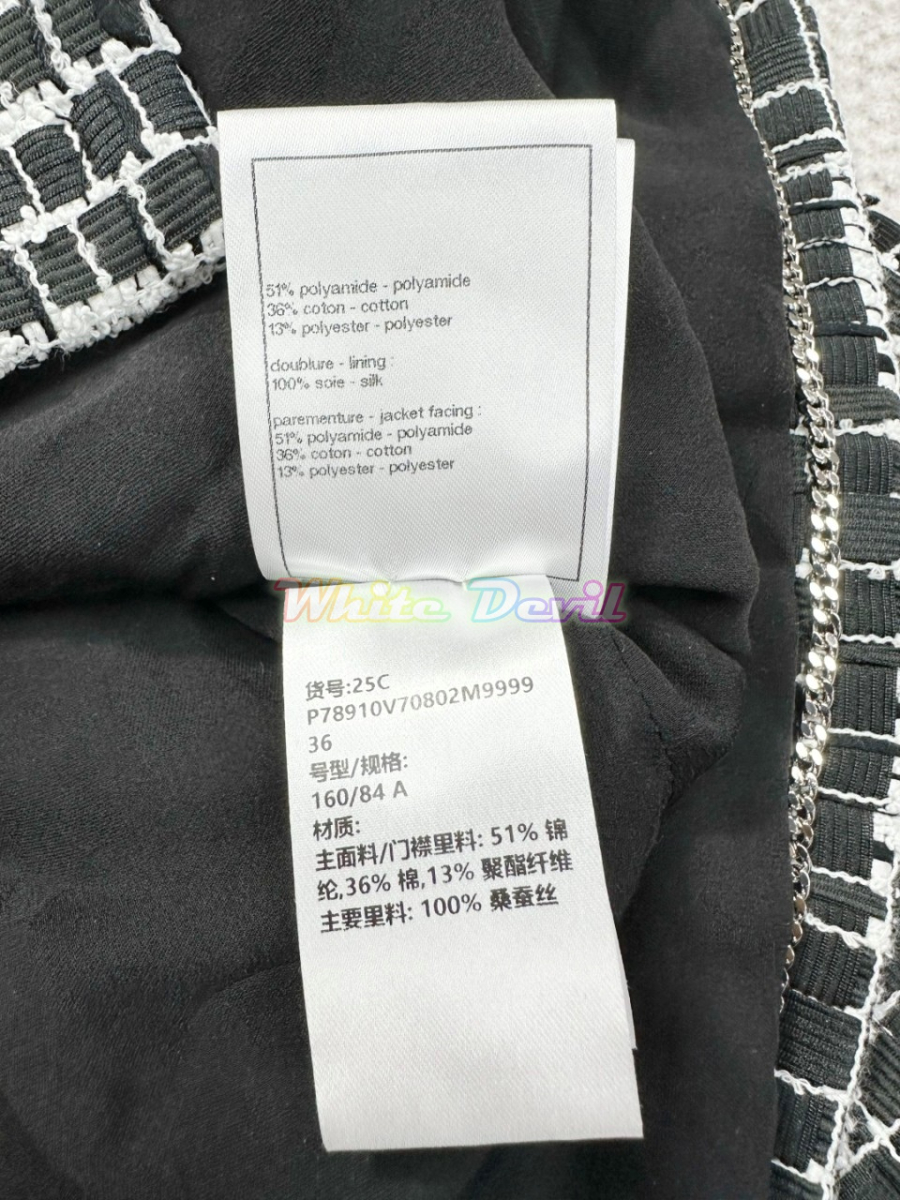 51% polyamide - polyamide
36% coton - cotton
13% polyester - polyester
doublure - lining :
100% soie - silk
parementure - jacket facing :
51% polyamide - polyamide
36% coton - cotton
13% polyester - polyester
White Devil
货号:25C
P78910V70802M9999
36
号型/规格:
160/84 A
材质:
主面料/门襟里料: 51% 锦
纶,36% 棉,13% 聚酯纤维
主要里料: 100% 桑蚕丝